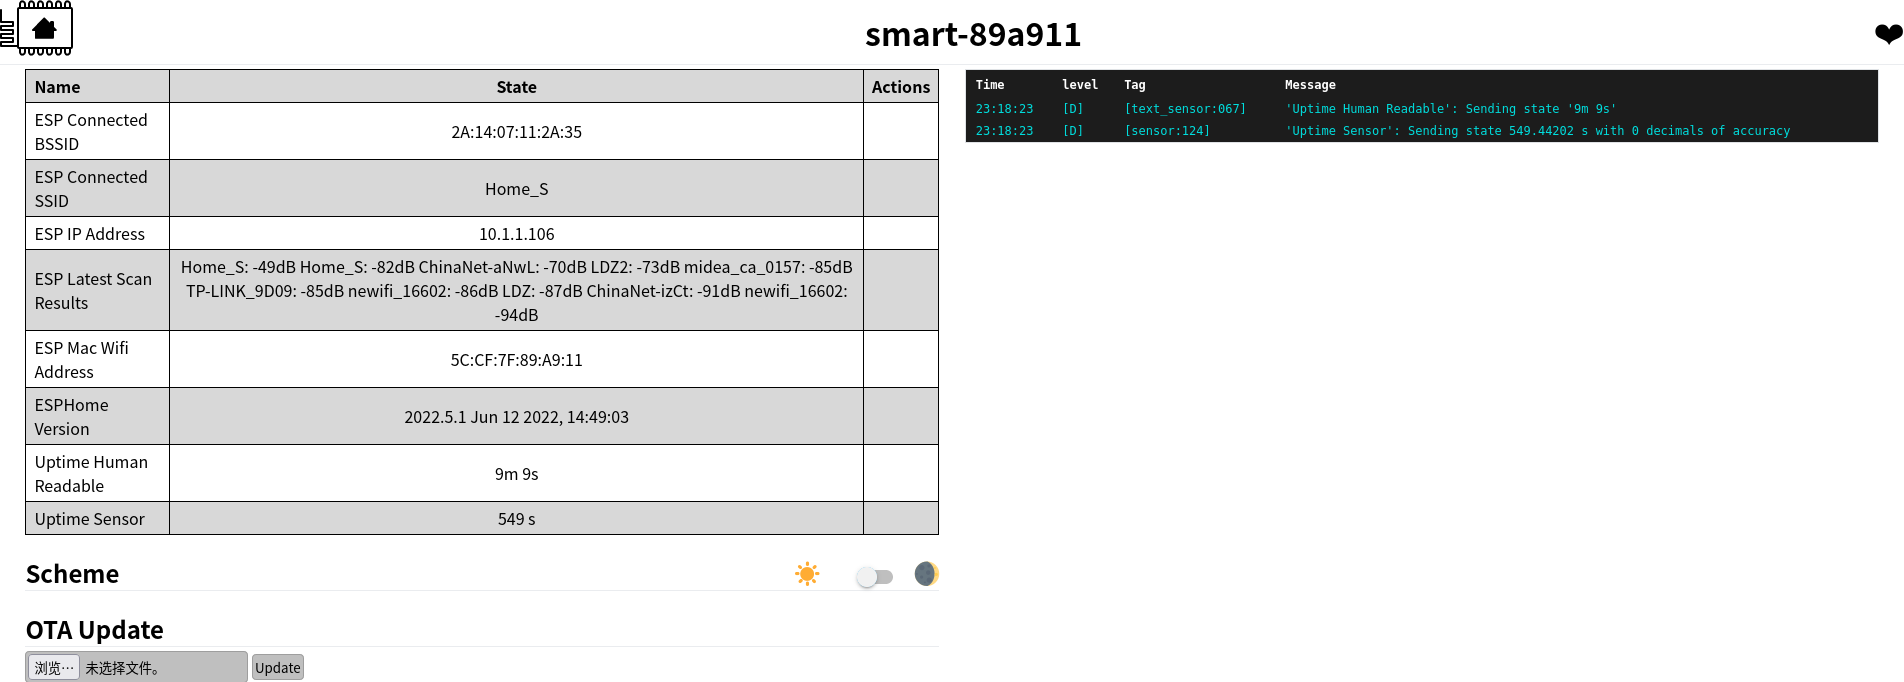 smart-89a911
Name State Actions
ESP Connected
BSSID
2A:14:07:11:2A:35
ESP Connected
SSID
Home_S
ESP IP Address 10.1.1.106
ESP Latest Scan
Results
Home_S: -49dB Home_S: -82dB ChinaNet-aNwL: -70dB LDZ2: -73dB midea_ca_0157: -85dB
TP-LINK_9D09: -85dB newifi_16602: -86dB LDZ: -87dB ChinaNet-izCt: -91dB newifi_16602:
-94dB
ESP Mac Wifi
Address
5C:CF:7F:89:A9:11
ESPHome
Version
2022.5.1 Jun 12 2022, 14:49:03
Uptime Human
Readable
9m 9s
Uptime Sensor 549 s
Scheme
OTA Update
浏览… 未选择文件。 Update
Time level Tag Message
23:18:23 [D] [text_sensor:067] 'Uptime Human Readable': Sending state '9m 9s'
23:18:23 [D] [sensor:124] 'Uptime Sensor': Sending state 549.44202 s with 0 decimals of accuracy